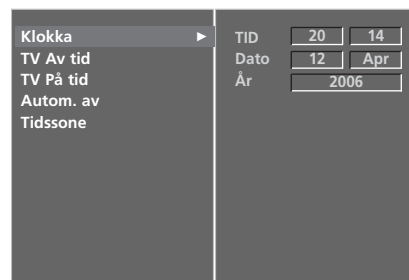 Klokka ►
TV Av tid
TV På tid
Autom. av
Tidssone
TID 20 14
Dato 12 Apr
År 2006